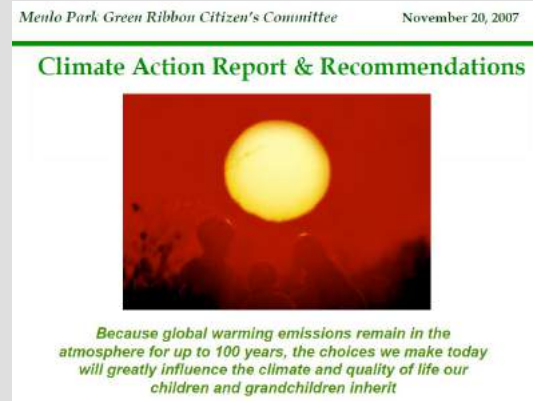 Menlo Park Green Ribbon Citizen's Committee November 20, 2007
Climate Action Report & Recommendations
Because global warming emissions remain in the
atmosphere for up to 100 years, the choices we make today
will greatly influence the climate and quality of life our
children and grandchildren inherit